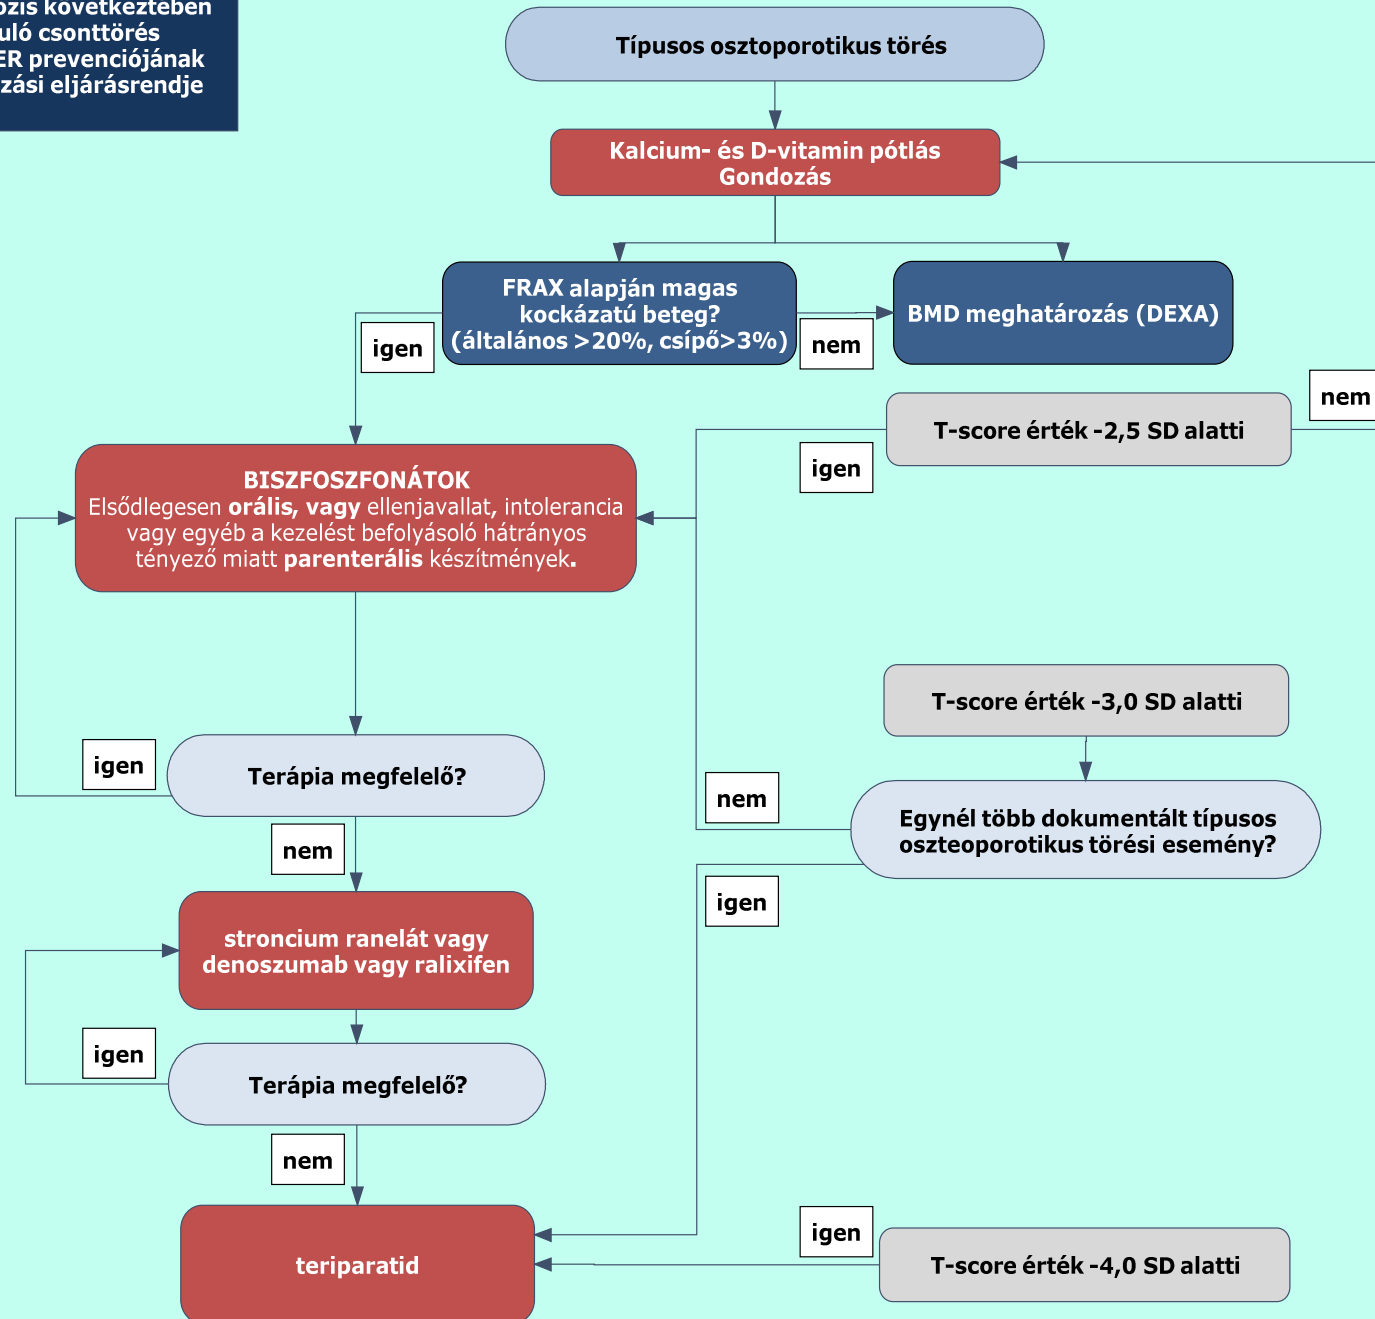 következtében
csonttörés
prevenciójának
eljárásrendje
Típusos osztoporotikus törés
Kalcium- és D-vitamin pótlás
Gondozás
FRAX alapján magas
kockázatú beteg?
(általános >20%, csípő>3%)
BMD meghatározás (DEXA)
igen
nem
nem
T-score érték -2,5 SD alatti
igen
BISZFOSZFONÁTOK
Elsődlegesen orális, vagy ellenjavallat, intolerancia
vagy egyéb a kezelést befolyásoló hátrányos
tényező miatt parenterális készítmények.
T-score érték -3,0 SD alatti
igen
Terápia megfelelő?
nem
Egynél több dokumentált típusos
oszteoporotikus törési esemény?
nem
igen
stroncium ranelát vagy
denoszumab vagy ralixifen
igen
Terápia megfelelő?
nem
igen
teriparatid
T-score érték -4,0 SD alatti